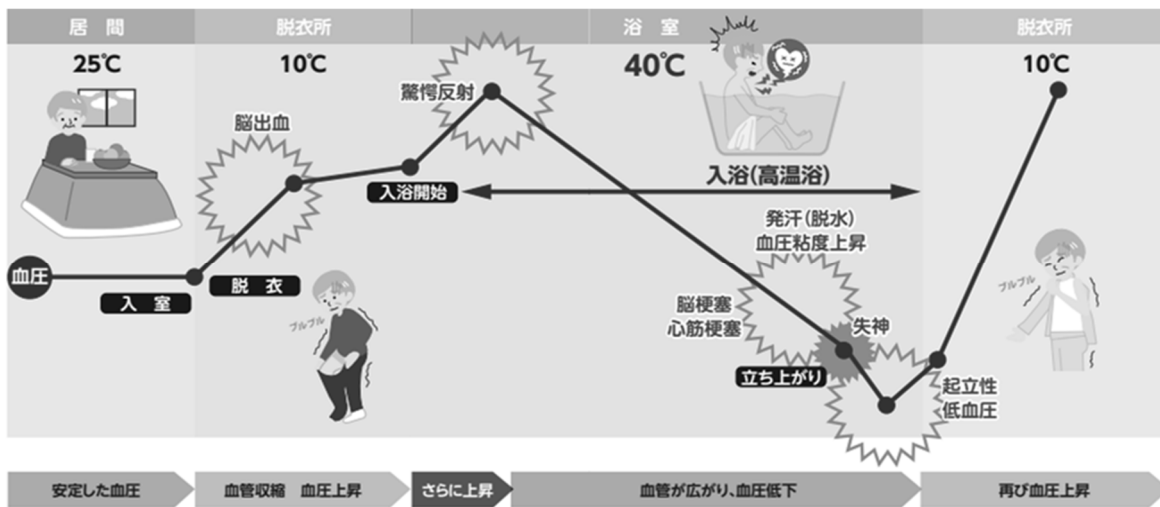 居間
脱衣所
浴室
脱衣所
25℃
10℃
40℃
10℃
脳出血
驚愕反射
入浴開始
入浴(高温浴)
血圧
入室
脱衣
ブルブル
発汗(脱水)
血圧粘度上昇
脳梗塞
心筋梗塞
失神
立ち上がり
起立性
低血圧
ブルブル
安定した血圧
血管収縮 血圧上昇
さらに上昇
血管が広がり、血圧低下
再び血圧上昇